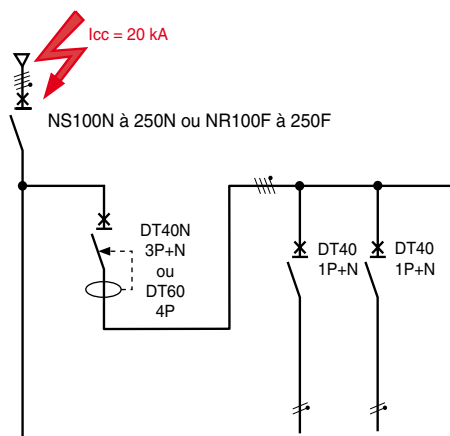 Icc = 20 kA
NS100N à 250N ou NR100F à 250F
DT40N
3P+N
ou
DT60
4P
DT40
1P+N
DT40
1P+N